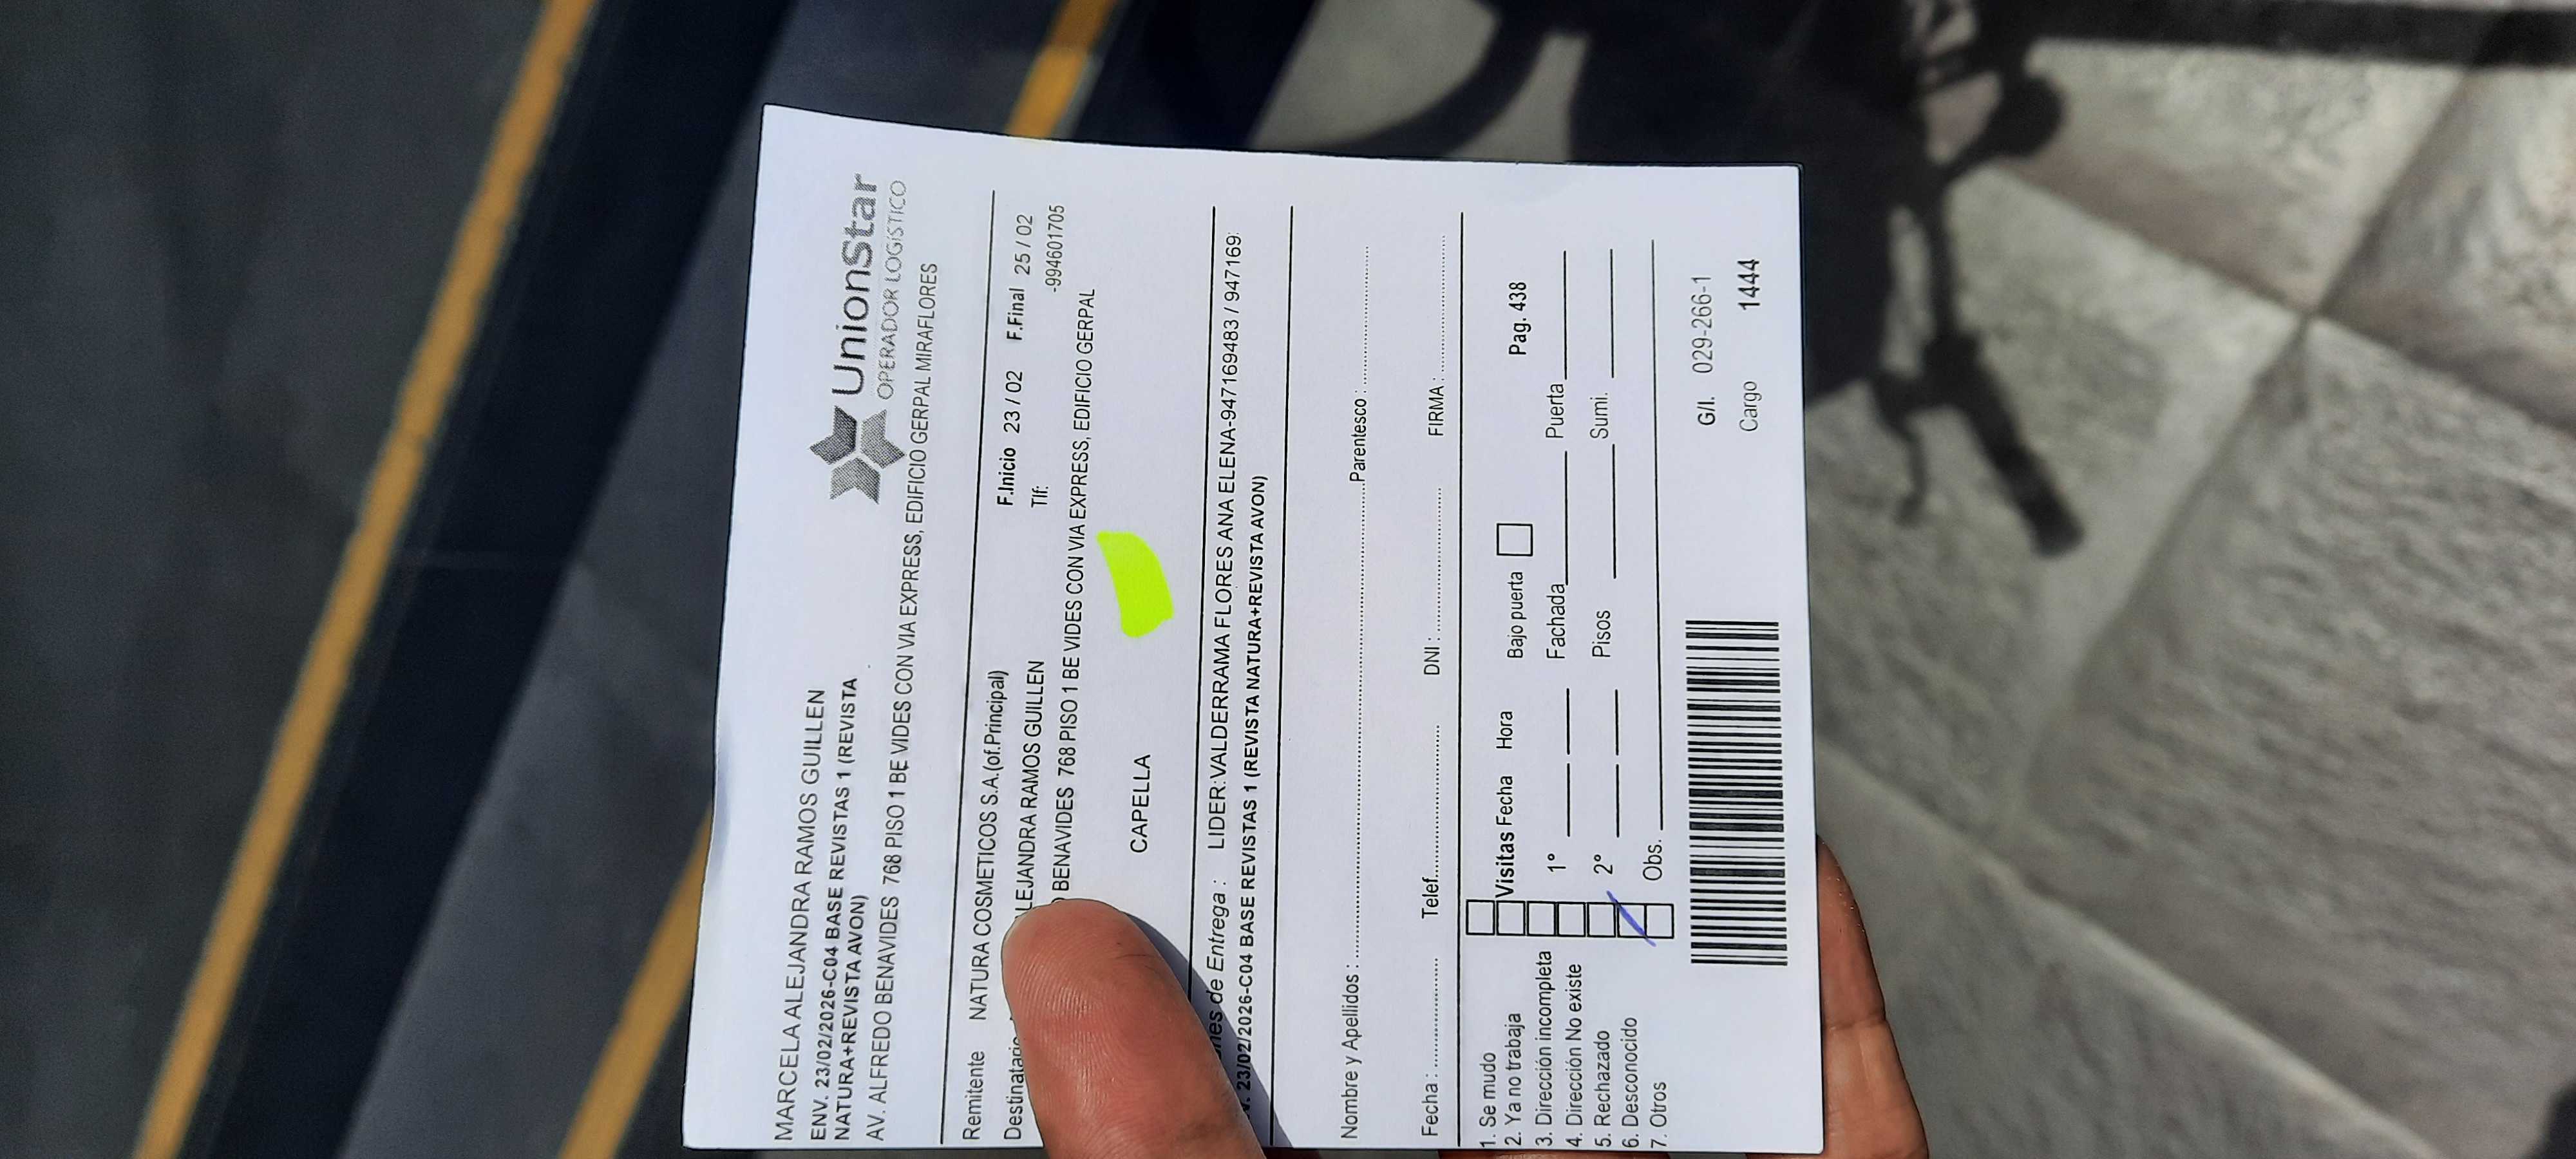 MARCELA ALEJANDRA RAMOS GUILLEN
ENV. 23/02/2026-C04 BASE REVISTAS 1 (REVISTA
NATURA+REVISTA AVON)
UnionStar
OPERADOR LOGÍSTICO
AV. ALFREDO BENAVIDES 768 PISO 1 BE VIDES CON VIA EXPRESS, EDIFICIO GERPAL MIRAFLORES
Remitente NATURA COSMETICOS S.A.(of.Principal) F.Inicio 23 / 02 F.Final 25 / 02
Destinatario LEJANDRA RAMOS GUILLEN Tlf: -994601705
BENAVIDES 768 PISO 1 BE VIDES CON VIA EXPRESS, EDIFICIO GERPAL
CAPELLA
de Entrega : LIDER:VALDERRAMA FLORES ANA ELENA-947169483 / 947169
23/02/2026-C04 BASE REVISTAS 1 (REVISTA NATURA+REVISTA AVON)
Nombre y Apellidos : Parentesco :
Fecha : Telef. DNI : FIRMA :
1. Se mudo
2. Ya no trabaja
3. Dirección incompleta
4. Dirección No existe
5. Rechazado
6. Desconocido
7. Otros
Visitas Fecha Hora Bajo puerta Pag. 438
1° Fachada Puerta
2° Pisos Sumi.
Obs.
G/I. 029-266-1
Cargo 1444